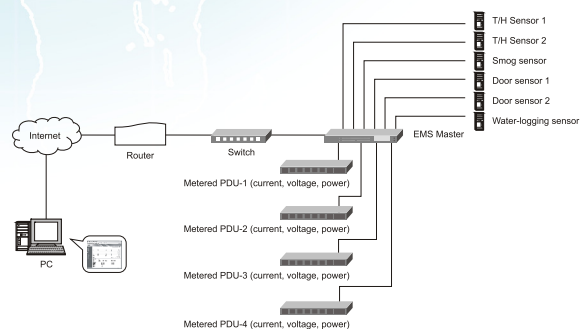 T/H Sensor 1
T/H Sensor 2
Smog sensor
Door sensor 1
Door sensor 2
Water-logging sensor
EMS Master
Internet
Router
Switch
Metered PDU-1 (current, voltage, power)
Metered PDU-2 (current, voltage, power)
PC
Metered PDU-3 (current, voltage, power)
Metered PDU-4 (current, voltage, power)